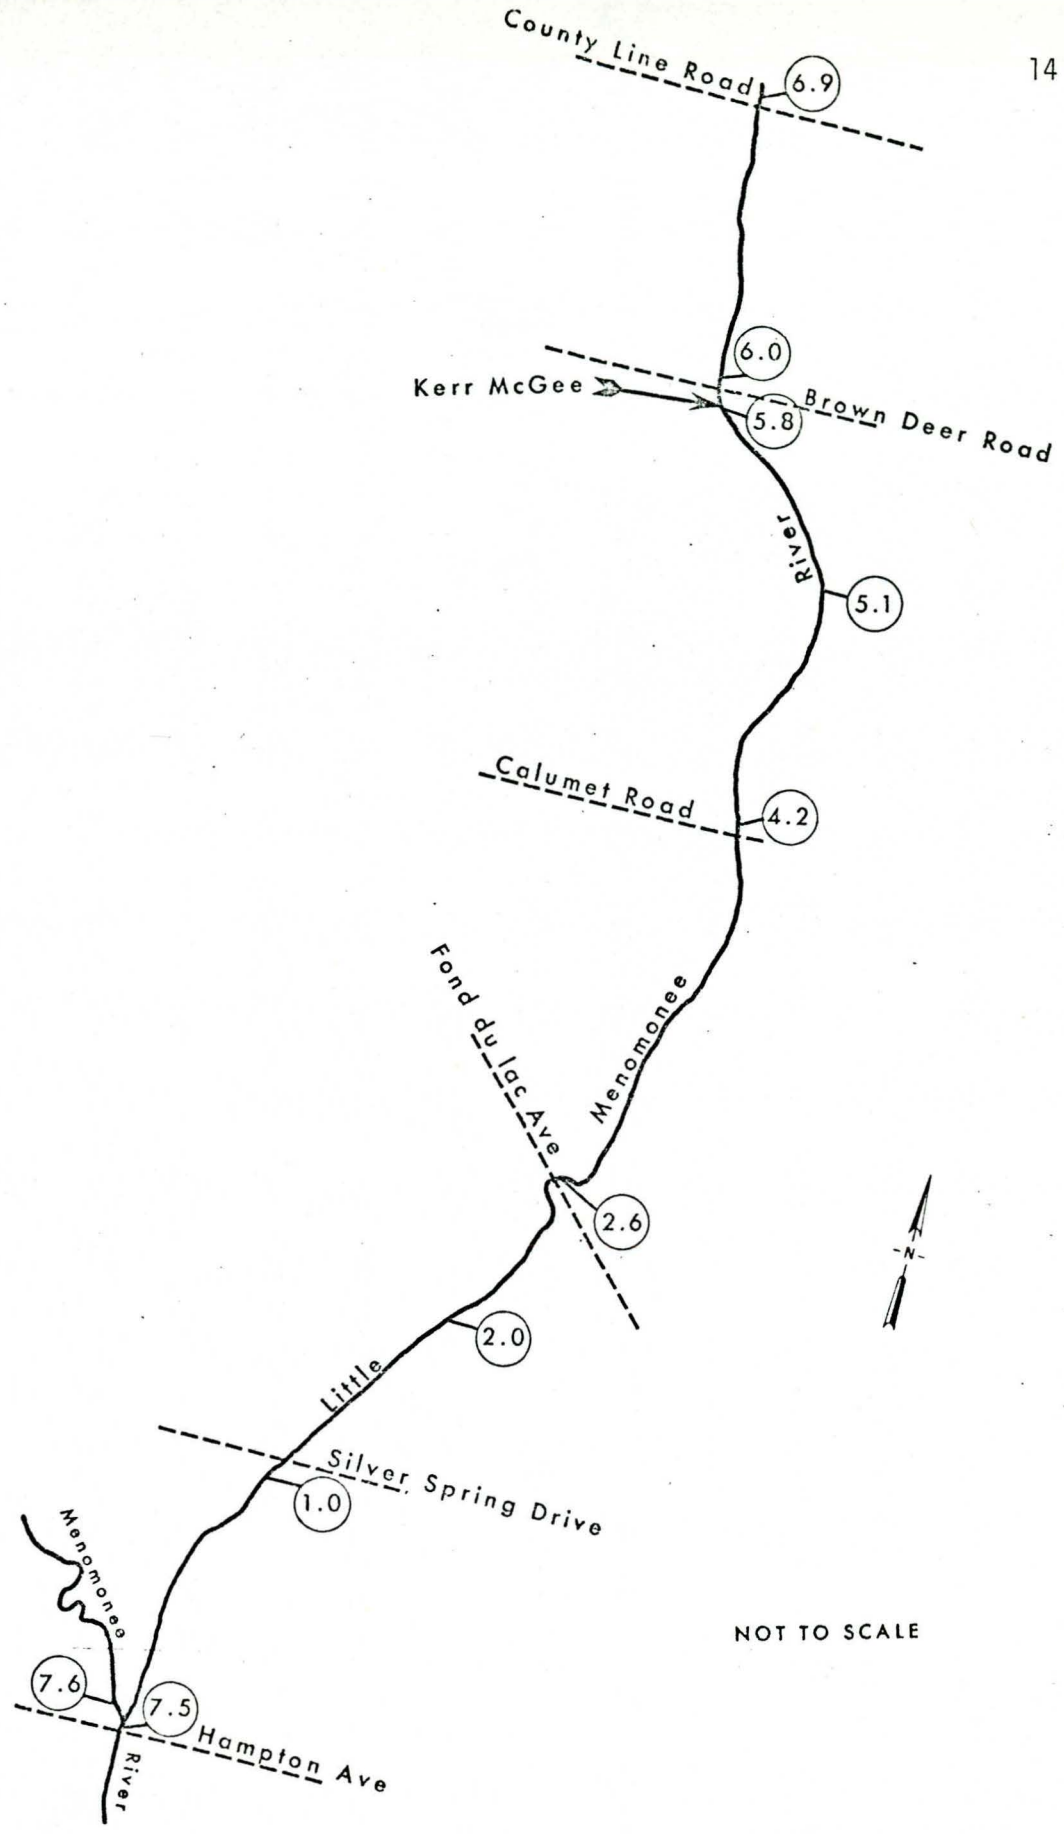 14
County Line Road
6.9
6.0
Kerr McGee
Brown Deer Road
5.8
River
5.1
Calumet Road
4.2
Fond du lac Ave
Menomonee
2.6
-N-
2.0
Little
Silver Spring Drive
1.0
Menomonee
NOT TO SCALE
7.6
7.5
Hampton Ave
River